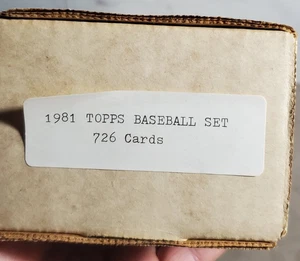 1981 TOPPS BASEBALL SET
726 Cards